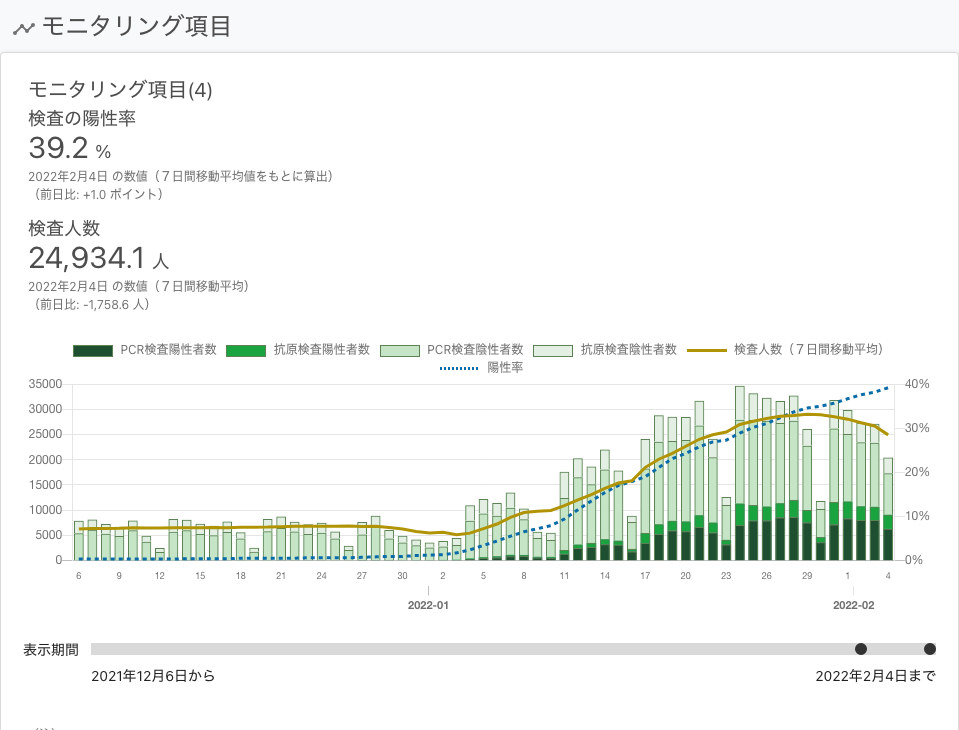 モニタリング項目
モニタリング項目(4)
検査の陽性率
39.2 %
2022年2月4日 の数値（７日間移動平均値をもとに算出）
（前日比: +1.0 ポイント）
検査人数
24,934.1 人
2022年2月4日 の数値（７日間移動平均）
（前日比: -1,758.6 人）
PCR検査陽性者数 抗原検査陽性者数 PCR検査陰性者数 抗原検査陰性者数 検査人数（７日間移動平均）
陽性率
35000 40%
30000
25000 30%
20000
15000 20%
10000 10%
5000
0 0%
6 9 12 15 18 21 24 27 30 2 5 8 11 14 17 20 23 26 29 1 4
2022-01 2022-02
表示期間
2021年12月6日から 2022年2月4日まで